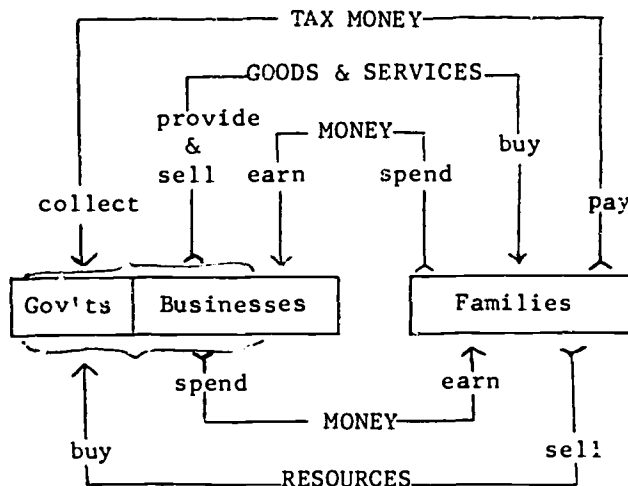 TAX MONEY
GOODS & SERVICES
provide
&
sell
MONEY
earn
spend
buy
collect
pay
Gov'ts
Businesses
Families
spend
earn
MONEY
buy
sell
RESOURCES